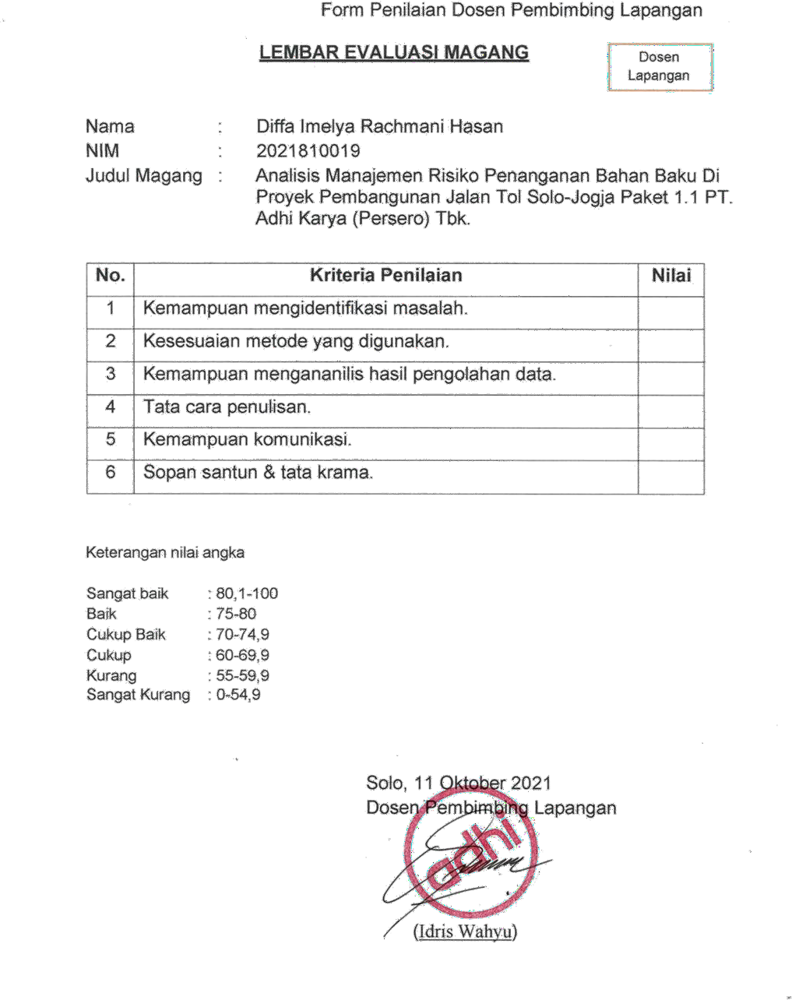 Form Penilaian Dosen Pembimbing Lapangan
LEMBAR EVALUASI MAGANG
Dosen
Lapangan
Nama : Diffa Imelya Rachmani Hasan
NIM : 2021810019
Judul Magang : Analisis Manajemen Risiko Penanganan Bahan Baku Di
Proyek Pembangunan Jalan Tol Solo-Jogja Paket 1.1 PT.
Adhi Karya (Persero) Tbk.
No. Kriteria Penilaian Nilai
1 Kemampuan mengidentifikasi masalah.
2 Kesesuaian metode yang digunakan.
3 Kemampuan mengananilis hasil pengolahan data.
4 Tata cara penulisan.
5 Kemampuan komunikasi.
6 Sopan santun & tata krama.
Keterangan nilai angka
Sangat baik : 80,1-100
Baik : 75-80
Cukup Baik : 70-74,9
Cukup : 60-69,9
Kurang : 55-59,9
Sangat Kurang : 0-54,9
Solo, 11 Oktober 2021
Dosen Pembimbing Lapangan
adhi
(Idris Wahyu)